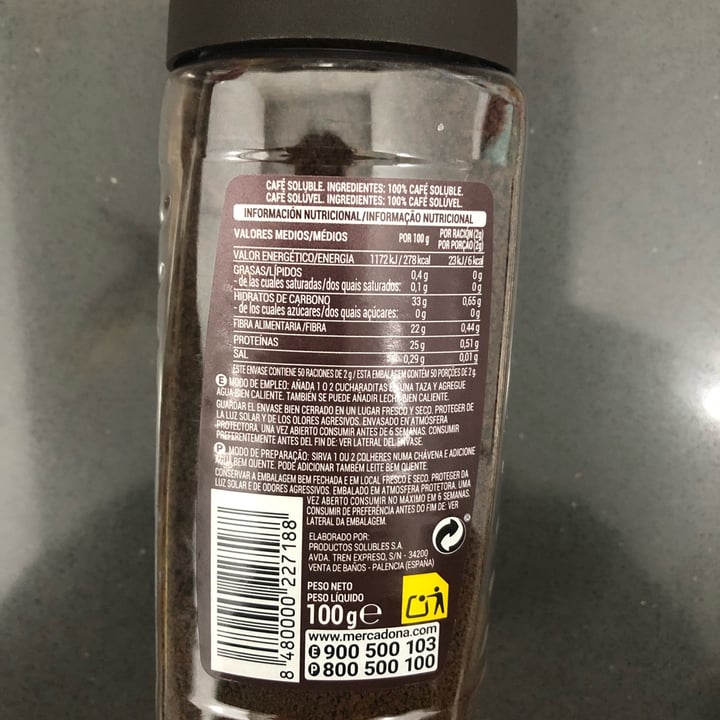 CAFÉ SOLUBLE. INGREDIENTES: 100% CAFÉ SOLUBLE.
CAFÉ SOLÚVEL. INGREDIENTES: 100% CAFÉ SOLÚVEL.
INFORMACIÓN NUTRICIONAL/INFORMAÇÃO NUTRICIONAL
VALORES MEDIOS/MÉDIOS POR 100 g POR RACIÓN (2g)
POR PORÇÃO (2g)
VALOR ENERGÉTICO/ENERGIA 1172 kJ/278 kcal 23 kJ/6 kcal
GRASAS/LÍPIDOS 0,4 g 0 g
- de las cuales saturadas/dos quais saturados: 0,1 g 0 g
HIDRATOS DE CARBONO 33 g 0,65 g
- de los cuales azúcares/dos quais açúcares: 0 g 0 g
FIBRA ALIMENTARIA/FIBRA 22 g 0,44 g
PROTEÍNAS 25 g 0,51 g
SAL 0,29 g 0,01 g
ESTE ENVASE CONTIENE 50 RACIONES DE 2 g / ESTA EMBALAGEM CONTÉM 50 PORÇÕES DE 2 g
E MODO DE EMPLEO: AÑADA 1 O 2 CUCHARADITAS UNA TAZA Y AGREGUE
AGUA BIEN CALIENTE. TAMBIÉN SE PUEDE AÑADIR LECHE BIEN CALIENTE.
GUARDAR EL ENVASE BIEN CERRADO EN UN LUGAR FRESCO Y SECO. PROTEGER DE
LA LUZ SOLAR Y DE LOS OLORES AGRESIVOS. ENVASADO EN ATMÓSFERA
PROTECTORA. UNA VEZ ABIERTO CONSUMIR ANTES DE 6 SEMANAS. CONSUMIR
PREFERENTEMENTE ANTES DEL FIN DE: VER LATERAL DEL ENVASE.
P MODO DE PREPARAÇÃO: SIRVA 1 OU 2 COLHERES NUMA CHÁVENA E ADICIONE
ÁGUA BEM QUENTE. PODE ADICIONAR TAMBÉM LEITE BEM QUENTE.
CONSERVAR A EMBALAGEM BEM FECHADA E EM LOCAL FRESCO E SECO. PROTEGER DA
LUZ SOLAR E DE ODORES AGRESSIVOS. EMBALADO EM ATMOSFERA PROTETORA. UMA
VEZ ABERTO CONSUMIR NO MÁXIMO EM 6 SEMANAS.
CONSUMIR DE PREFERÊNCIA ANTES DO FIM DE: VER
LATERAL DA EMBALAGEM.
ELABORADO POR:
PRODUCTOS SOLUBLES S.A.
AVDA. TREN EXPRESO, S/N - 34200
VENTA DE BAÑOS - PALENCIA (ESPAÑA)
PESO NETO
PESO LÍQUIDO
100 g e
www.mercadona.com
E 900 500 103
P 800 500 100
8 480000 227188